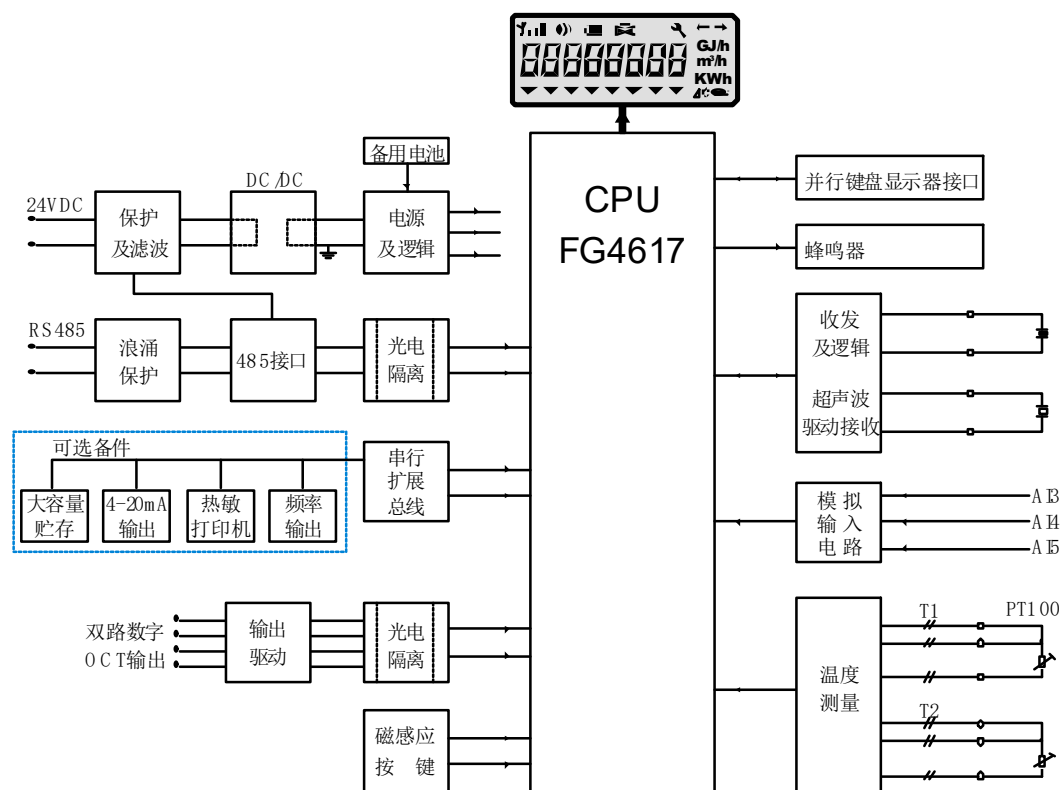 GJ/h
m³/h
KWh
备用电池
DC/DC
24VDC
保护
及滤波
电源
及逻辑
CPU
FG4617
并行键盘显示器接口
蜂鸣器
RS485
浪涌
保护
485接口
光电
隔离
收发
及逻辑
超声波
驱动接收
可选备件
大容量
贮存
4-20mA
输出
热敏
打印机
频率
输出
串行
扩展
总线
模拟
输入
电路
AI3
AI4
AI5
双路数字
OCT输出
输出
驱动
光电
隔离
磁感应
按 键
温度
测量
T1
PT100
T2